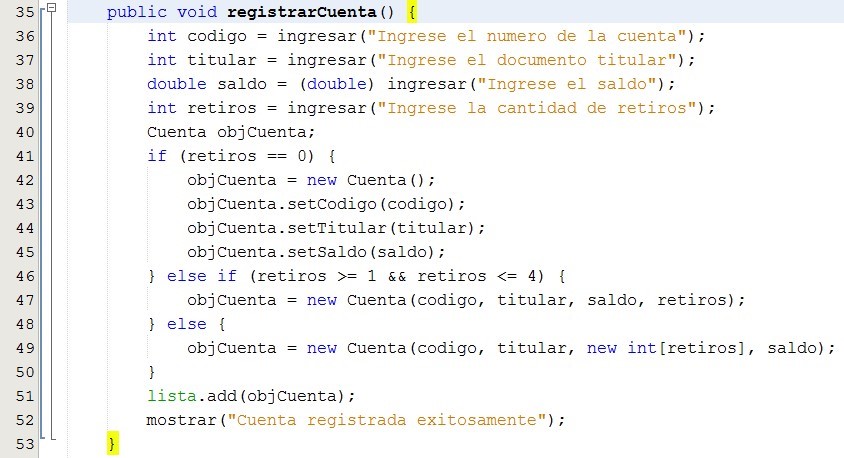 35 public void registrarCuenta() {
36 int codigo = ingresar("Ingrese el numero de la cuenta");
37 int titular = ingresar("Ingrese el documento titular");
38 double saldo = (double) ingresar("Ingrese el saldo");
39 int retiros = ingresar("Ingrese la cantidad de retiros");
40 Cuenta objCuenta;
41 if (retiros == 0) {
42 objCuenta = new Cuenta();
43 objCuenta.setCodigo(codigo);
44 objCuenta.setTitular(titular);
45 objCuenta.setSaldo(saldo);
46 } else if (retiros >= 1 && retiros <= 4) {
47 objCuenta = new Cuenta(codigo, titular, saldo, retiros);
48 } else {
49 objCuenta = new Cuenta(codigo, titular, new int[retiros], saldo);
50 }
51 lista.add(objCuenta);
52 mostrar("Cuenta registrada exitosamente");
53 }